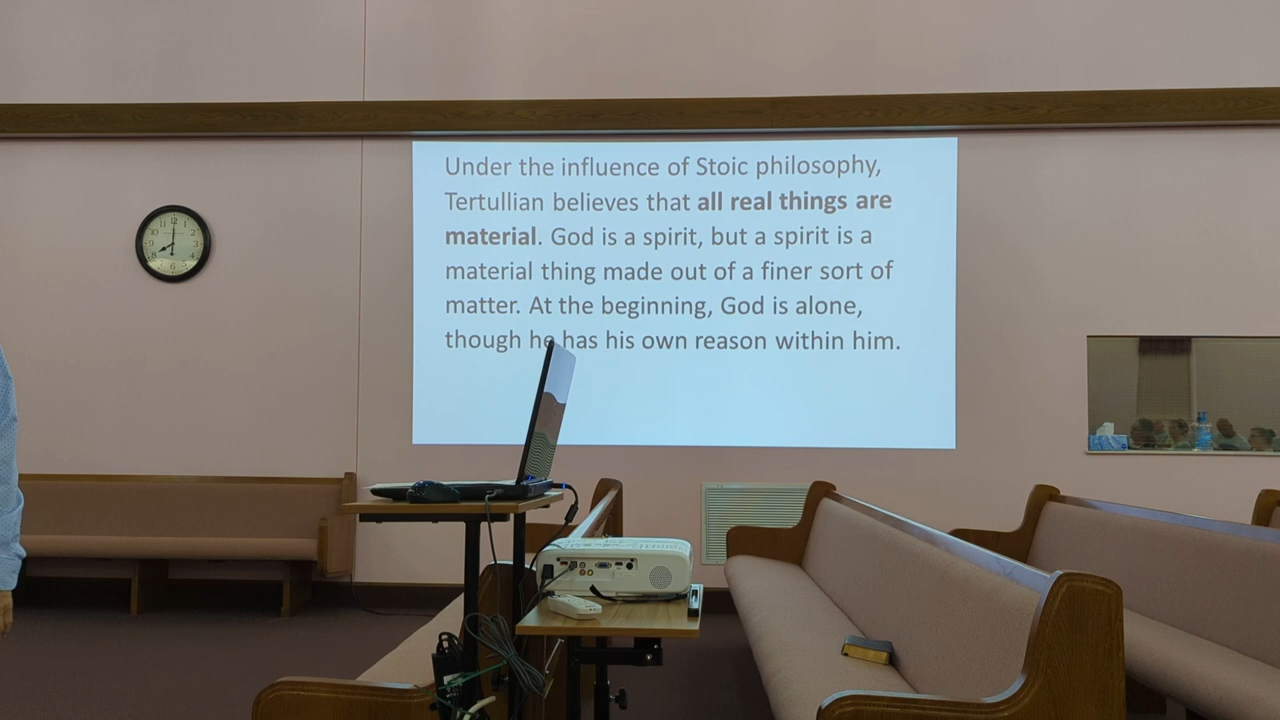 Under the influence of Stoic philosophy,
Tertullian believes that all real things are
material. God is a spirit, but a spirit is a
material thing made out of a finer sort of
matter. At the beginning, God is alone,
though he has his own reason within him.